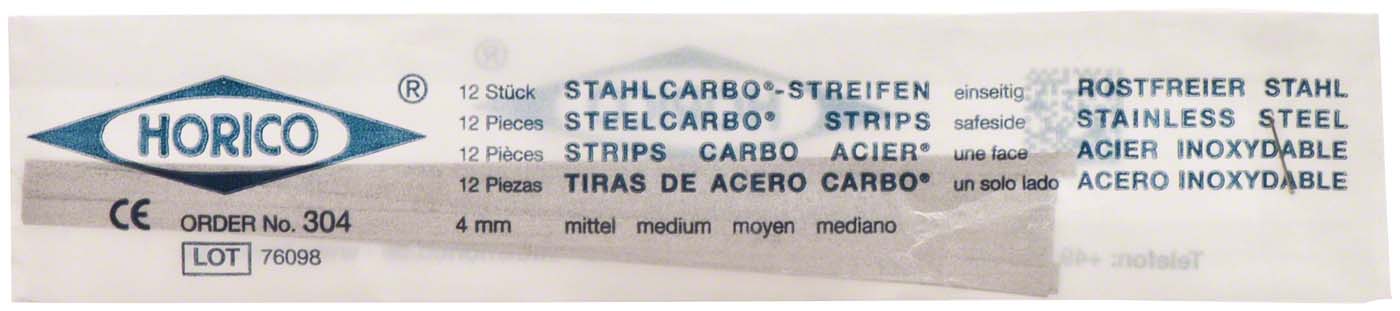 HORICO ®
12 Stück STAHLCARBO®-STREIFEN einseitig ROSTFREIER STAHL
12 Pieces STEELCARBO® STRIPS safeside STAINLESS STEEL
12 Pièces STRIPS CARBO ACIER® une face ACIER INOXYDABLE
12 Piezas TIRAS DE ACERO CARBO® un solo lado ACERO INOXYDABLE
CE ORDER No. 304 4 mm mittel medium moyen mediano
LOT 76098
Telefon: +49